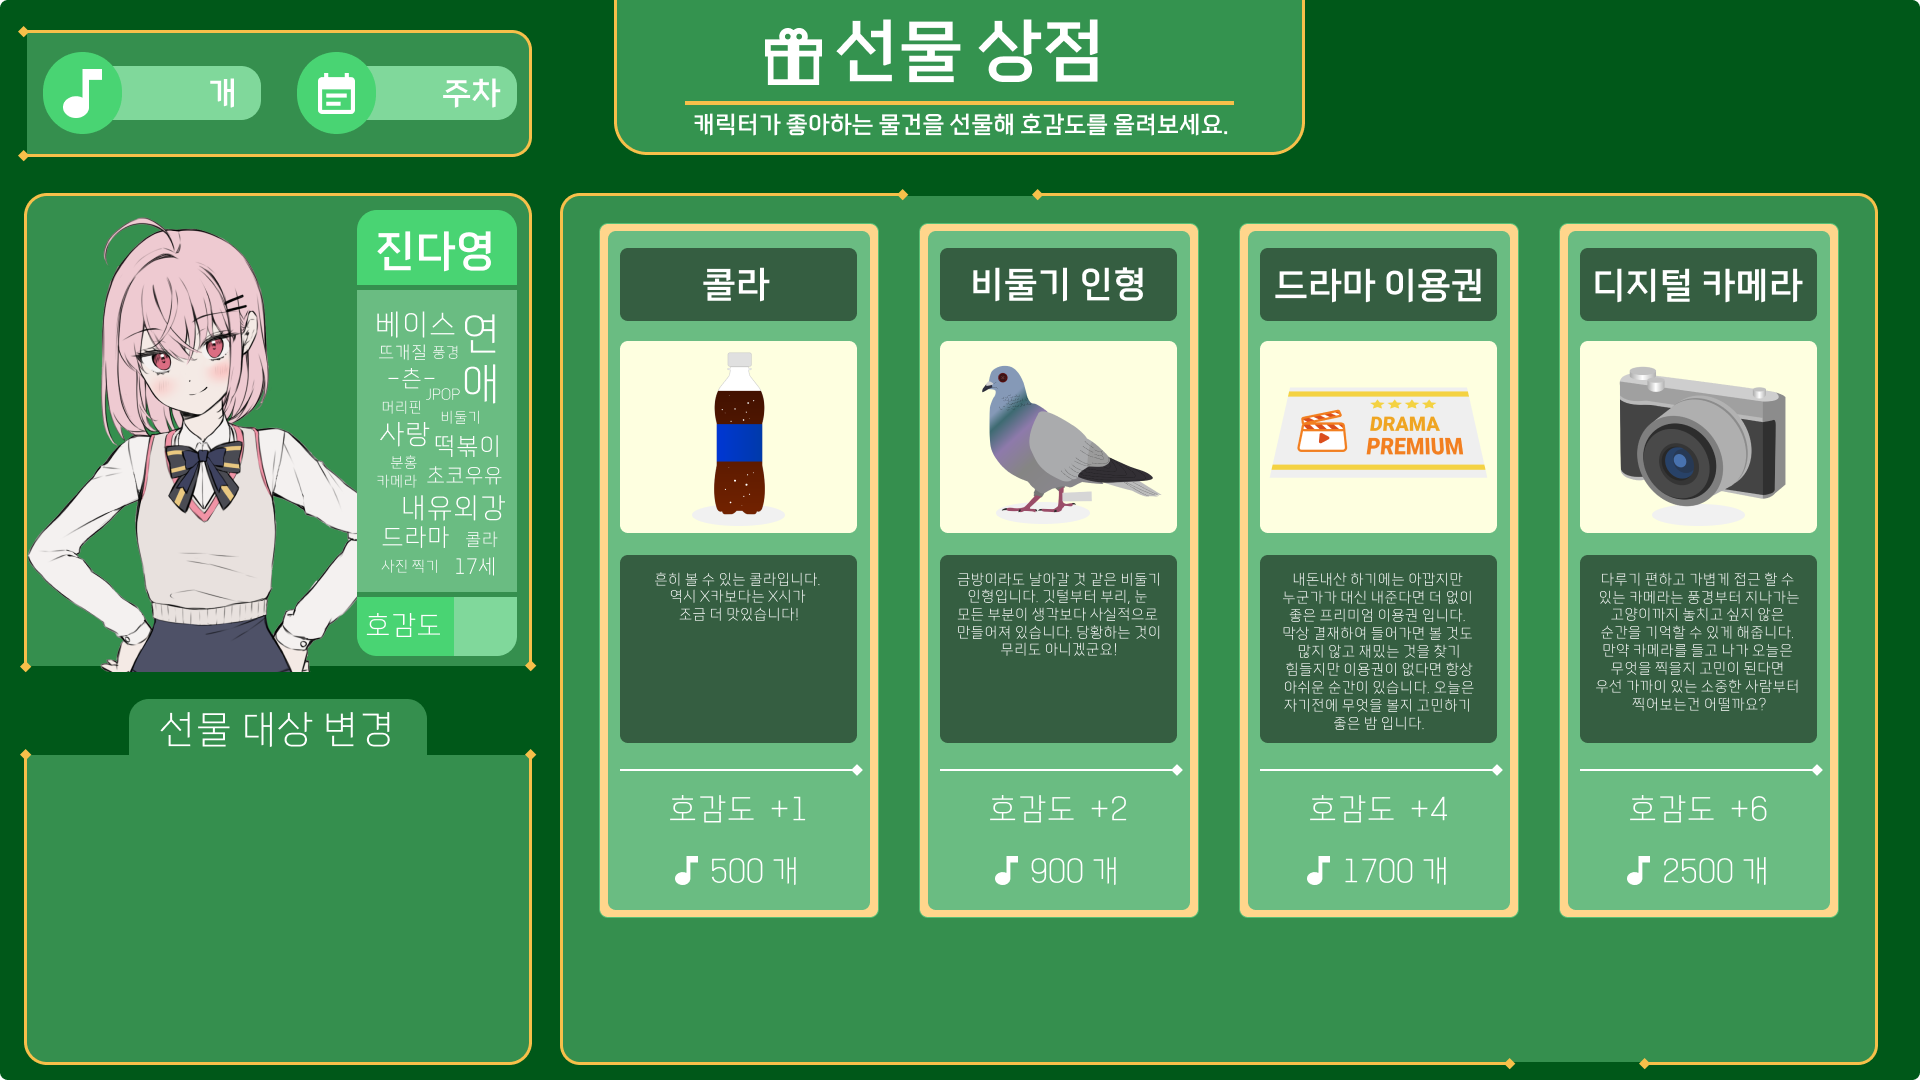 개
주차
선물 상점
캐릭터가 좋아하는 물건을 선물해 호감도를 올려보세요.
진다영
베이스
연애
뜨개질 풍경
-츤-
JPOP
머리핀
비둘기
사랑
떡볶이
분홍
카메라
초코우유
내유외강
드라마
콜라
사진 찍기
17세
호감도
선물 대상 변경
콜라
흔히 볼 수 있는 콜라입니다.
역시 X카보다는 X시가
조금 더 맛있습니다!
호감도 +1
500 개
비둘기 인형
금방이라도 날아갈 것 같은 비둘기
인형입니다. 깃털부터 부리, 눈
모든 부분이 생각보다 사실적으로
만들어져 있습니다. 당황하는 것이
무리도 아니겠군요!
호감도 +2
900 개
드라마 이용권
DRAMA
PREMIUM
내돈내산 하기에는 아깝지만
누군가가 대신 내준다면 더 없이
좋은 프리미엄 이용권 입니다.
막상 결재하여 들어가면 볼 것도
많지 않고 재밌는 것을 찾기
힘들지만 이용권이 없다면 항상
아쉬운 순간이 있습니다. 오늘은
자기전에 무엇을 볼지 고민하기
좋은 밤 입니다.
호감도 +4
1700 개
디지털 카메라
다루기 편하고 가볍게 접근 할 수
있는 카메라는 풍경부터 지나가는
고양이까지 놓치고 싶지 않은
순간을 기억할 수 있게 해줍니다.
만약 카메라를 들고 나가 오늘은
무엇을 찍을지 고민이 된다면
우선 가까이 있는 소중한 사람부터
찍어보는건 어떨까요?
호감도 +6
2500 개